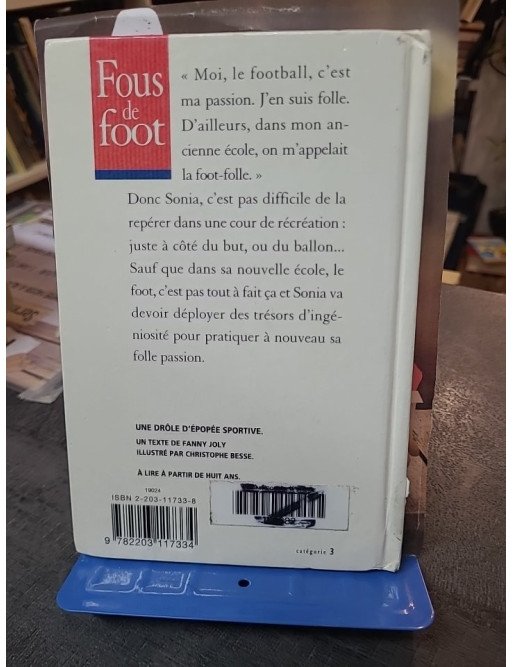 Fous
de
foot
« Moi, le football, c'est
ma passion. J'en suis folle.
D'ailleurs, dans mon an-
cienne école, on m'appelait
la foot-folle. »
Donc Sonia, c'est pas difficile de la
repérer dans une cour de récréation :
juste à côté du but, ou du ballon...
Sauf que dans sa nouvelle école, le
foot, c'est pas tout à fait ça et Sonia va
devoir déployer des trésors d'ingé-
niosité pour pratiquer à nouveau sa
folle passion.
UNE DRÔLE D'ÉPOPÉE SPORTIVE.
UN TEXTE DE FANNY JOLY
ILLUSTRÉ PAR CHRISTOPHE BESSE.
À LIRE À PARTIR DE HUIT ANS.
19024
ISBN 2-203-11733-8
9 782203 117334
catégorie 3